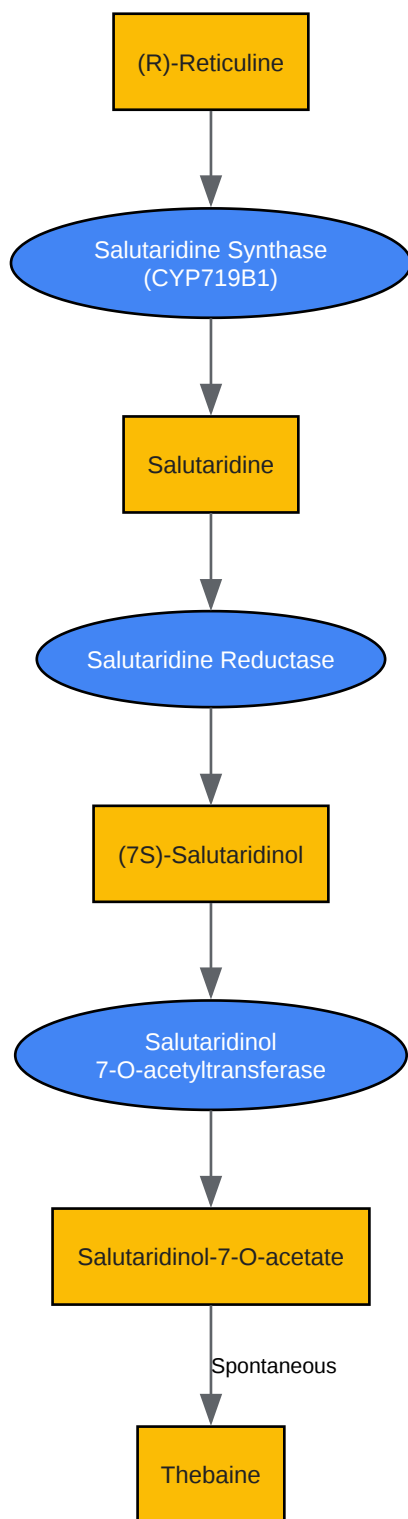 (R)-Reticuline
Salutaridine Synthase
(CYP719B1)
Salutaridine
Salutaridine Reductase
(7S)-Salutaridinol
Salutaridinol
7-O-acetyltransferase
Salutaridinol-7-O-acetate
Spontaneous
Thebaine